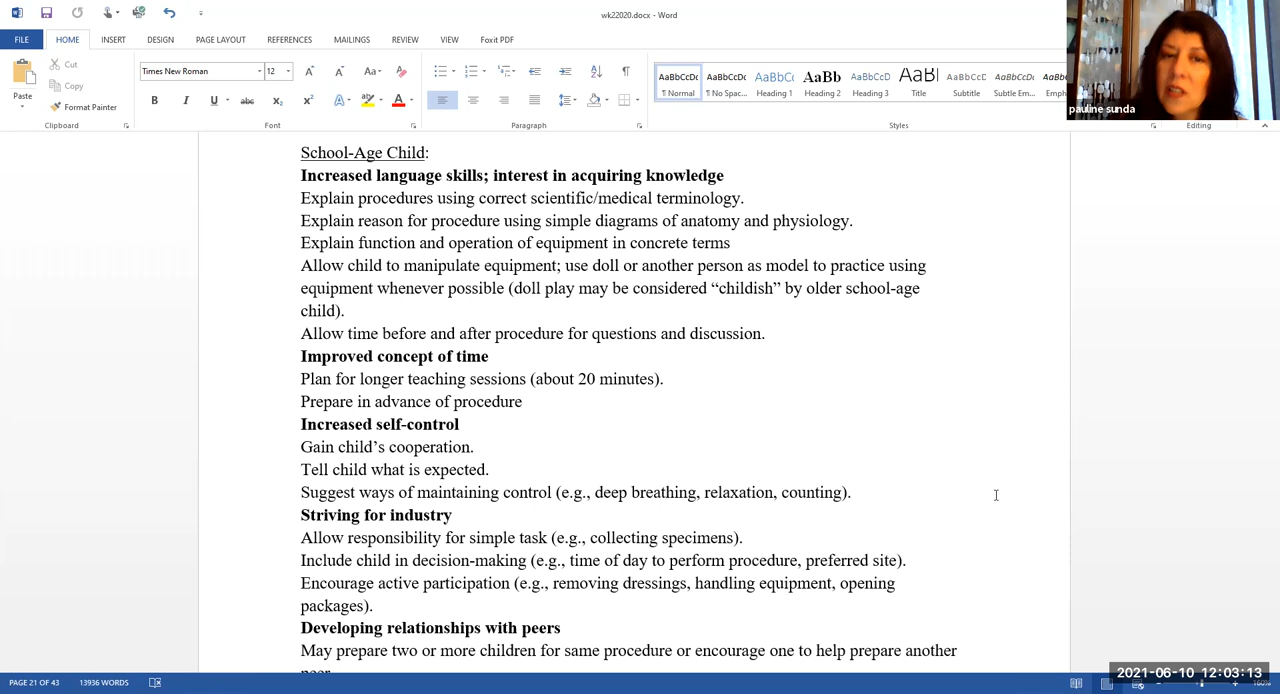 wk22020.docx - Word
FILE HOME INSERT DESIGN PAGE LAYOUT REFERENCES MAILINGS REVIEW VIEW Foxit PDF
Paste
Cut
Copy
Format Painter
Clipboard
Times New Roman 12
Font
Paragraph
AaBbCcDc AaBbCcDc AaBbCc AaBb AaBbCcD AaB AaBbCcD AaBbCcDc AaBb
¶ Normal ¶ No Spac... Heading 1 Heading 2 Heading 3 Title Subtitle Subtle Em... Emph
Styles
Editing
pauline sunda
School-Age Child:
Increased language skills; interest in acquiring knowledge
Explain procedures using correct scientific/medical terminology.
Explain reason for procedure using simple diagrams of anatomy and physiology.
Explain function and operation of equipment in concrete terms
Allow child to manipulate equipment; use doll or another person as model to practice using
equipment whenever possible (doll play may be considered “childish” by older school-age
child).
Allow time before and after procedure for questions and discussion.
Improved concept of time
Plan for longer teaching sessions (about 20 minutes).
Prepare in advance of procedure
Increased self-control
Gain child’s cooperation.
Tell child what is expected.
Suggest ways of maintaining control (e.g., deep breathing, relaxation, counting).
Striving for industry
Allow responsibility for simple task (e.g., collecting specimens).
Include child in decision-making (e.g., time of day to perform procedure, preferred site).
Encourage active participation (e.g., removing dressings, handling equipment, opening
packages).
Developing relationships with peers
May prepare two or more children for same procedure or encourage one to help prepare another
peer
PAGE 21 OF 43 13936 WORDS
2021-06-10 12:03:13